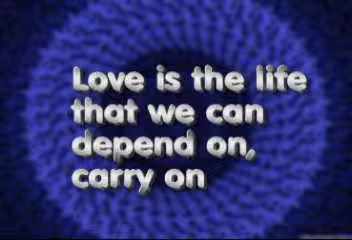 Love is the life
that we can
depend on,
carry on